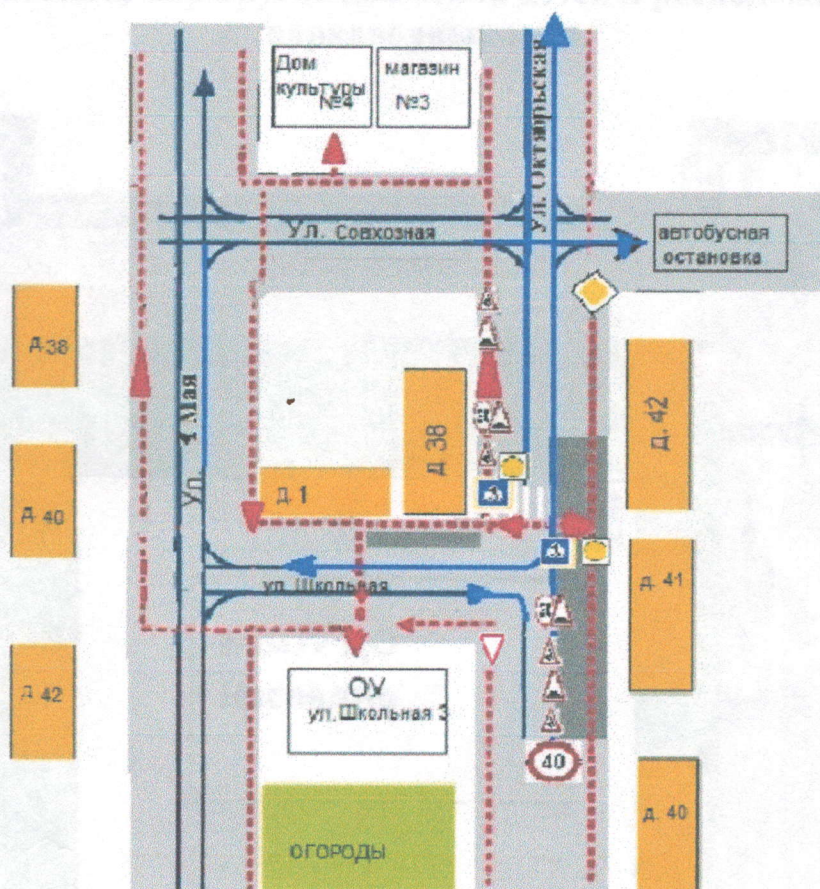 Дом
культуры
№4
магазин
№3
Ул. Октярьская
Ул. Совхозная
автобусная
остановка
д.38
Ул. 1 Мая
д 38
д. 42
д.1
д. 40
ул. Школьная
д. 41
д 42
ОУ
ул. Школьная 3
40
д. 40
ОГОРОДЫ